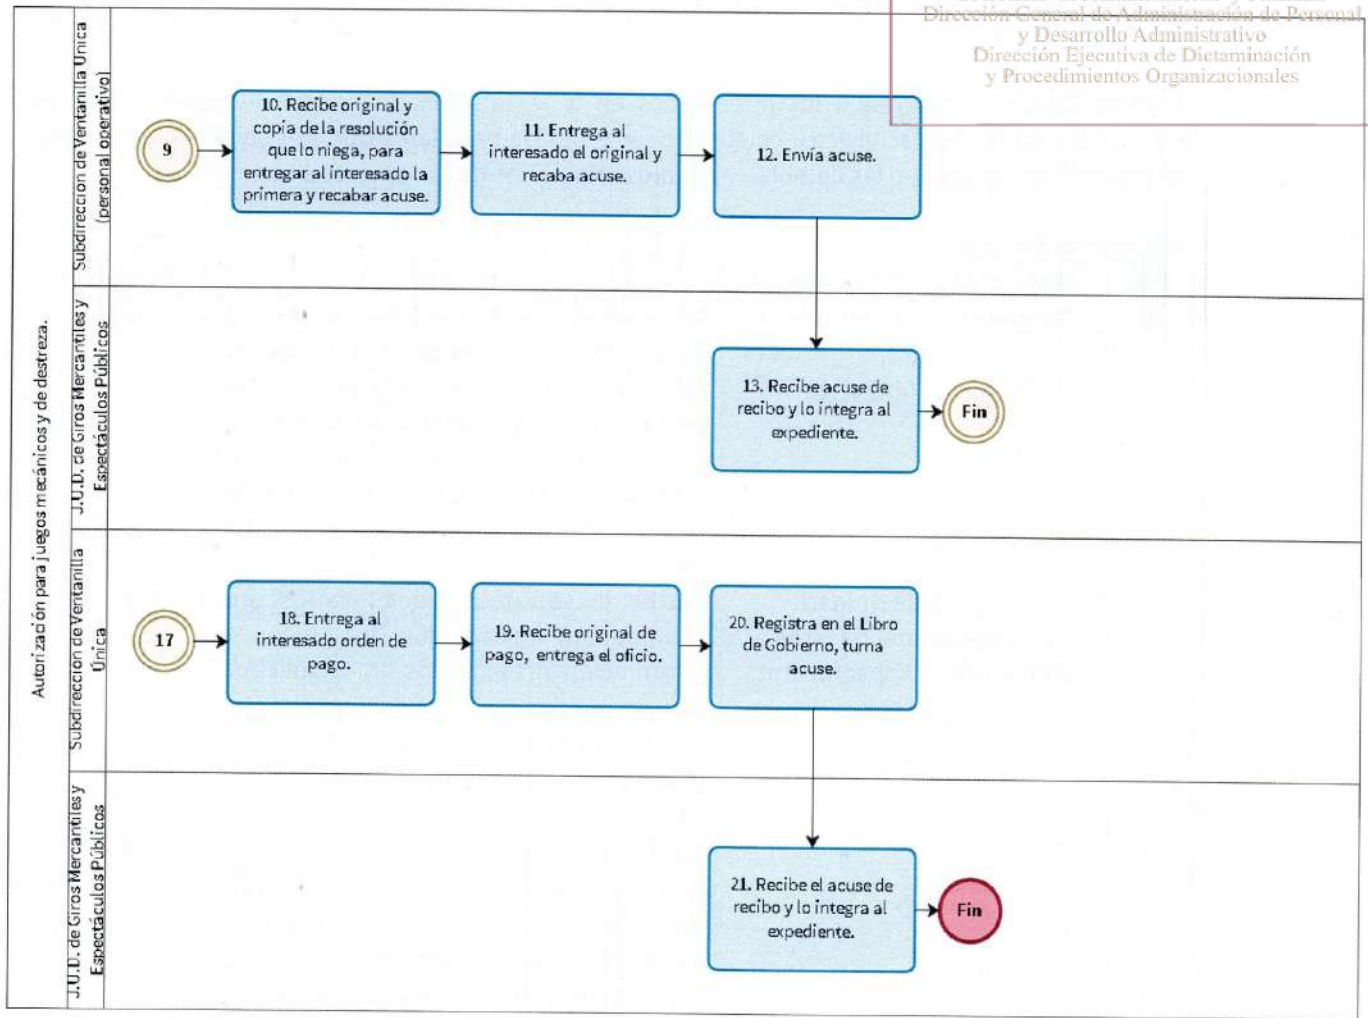 Dirección General de Administración de Personal
y Desarrollo Administrativo
Dirección Ejecutiva de Dictaminación
y Procedimientos Organizacionales
Autorización para juegos mecánicos y de destreza.
Subdirección de Ventanilla Única
(personal operativo)
9
10. Recibe original y
copia de la resolución
que lo niega, para
entregar al interesado la
primera y recabar acuse.
11. Entrega al
interesado el original y
recaba acuse.
12. Envía acuse.
J.U.D. de Giros Mercantiles y
Espectáculos Públicos
13. Recibe acuse de
recibo y lo integra al
expediente.
Fin
Subdirección de Ventanilla
Única
17
18. Entrega al
interesado orden de
pago.
19. Recibe original de
pago, entrega el oficio.
20. Registra en el Libro
de Gobierno, turna
acuse.
J.U.D. de Giros Mercantiles y
Espectáculos Públicos
21. Recibe el acuse de
recibo y lo integra al
expediente.
Fin